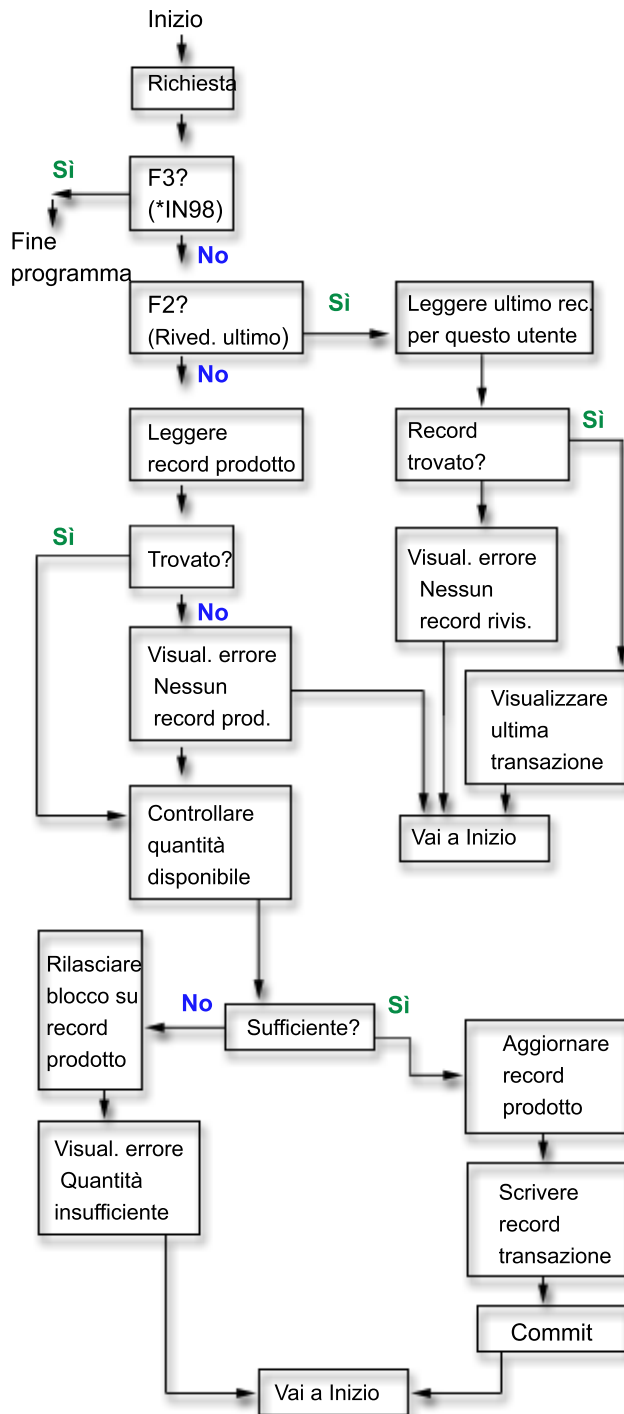 Inizio
Richiesta
Sì
F3?
(*IN98)
Fine
programma
No
F2?
(Rived. ultimo)
Sì
Leggere ultimo rec.
per questo utente
No
Leggere
record prodotto
Record
trovato?
Sì
Sì
Trovato?
No
Visual. errore
Nessun
record rivis.
Visual. errore
Nessun
record prod.
Visualizzare
ultima
transazione
Controllare
quantità
disponibile
Vai a Inizio
Rilasciare
blocco su
record
prodotto
No
Sufficiente?
Sì
Aggiornare
record
prodotto
Visual. errore
Quantità
insufficiente
Scrivere
record
transazione
Commit
Vai a Inizio